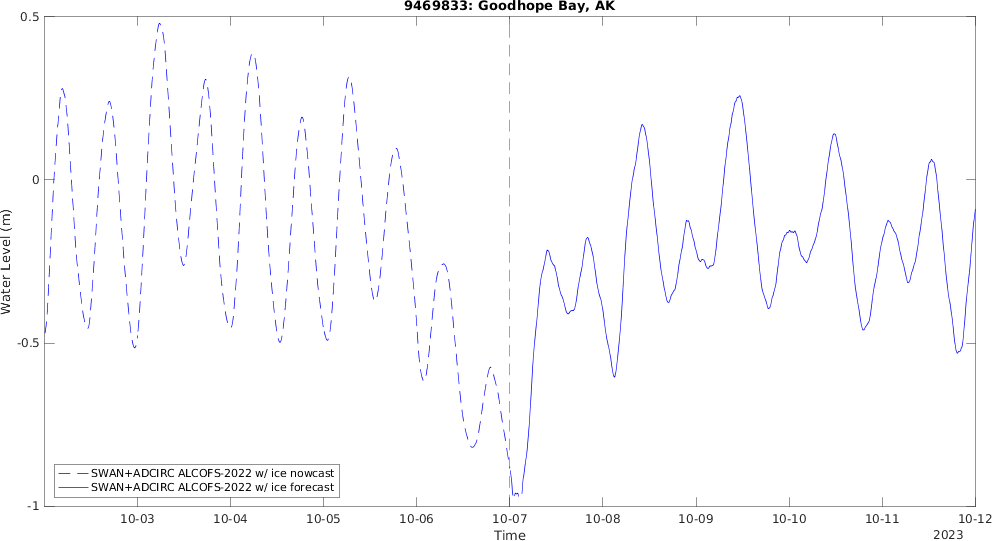 9469833: Goodhope Bay, AK
0.5
0
-0.5
-1
Water Level (m)
SWAN+ADCIRC ALCOFS-2022 w/ ice nowcast
SWAN+ADCIRC ALCOFS-2022 w/ ice forecast
10-03 10-04 10-05 10-06 10-07 10-08 10-09 10-10 10-11 10-12
Time
2023